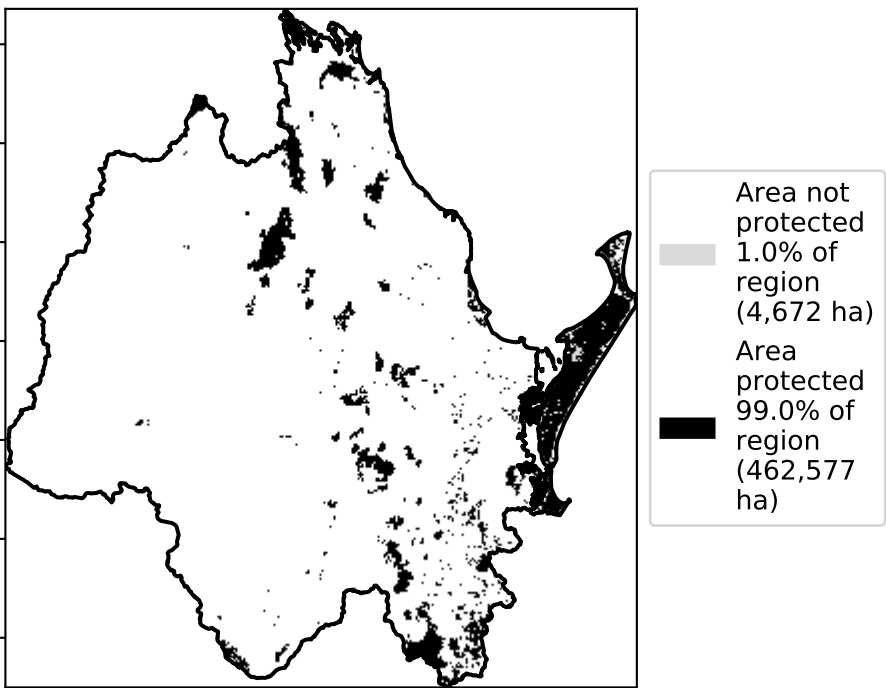 Area not
protected
1.0% of
region
(4,672 ha)
Area
protected
99.0% of
region
(462,577
ha)